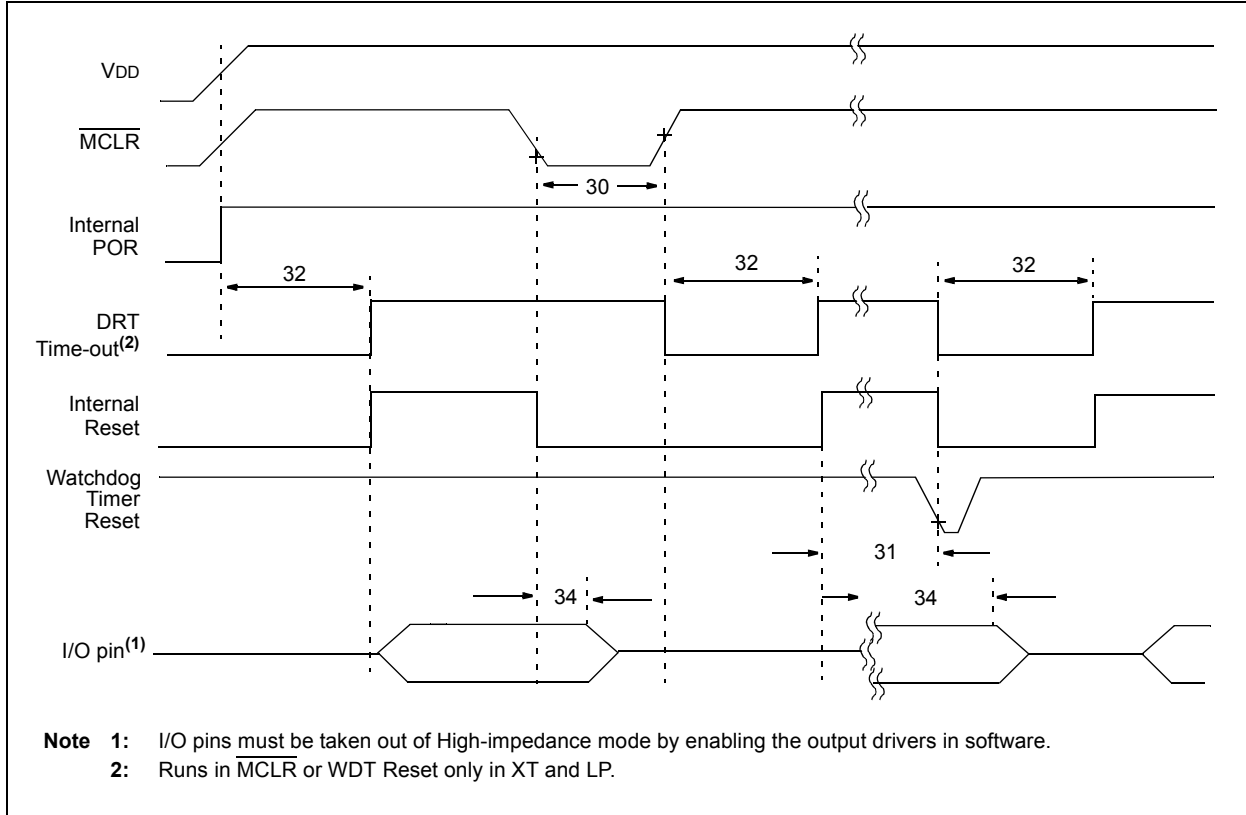 VDD
MCLR
30
Internal
POR
32
32
32
DRT
Time-out(2)
Internal
Reset
Watchdog
Timer
Reset
31
34
34
I/O pin(1)
Note 1: I/O pins must be taken out of High-impedance mode by enabling the output drivers in software.
2: Runs in MCLR or WDT Reset only in XT and LP.